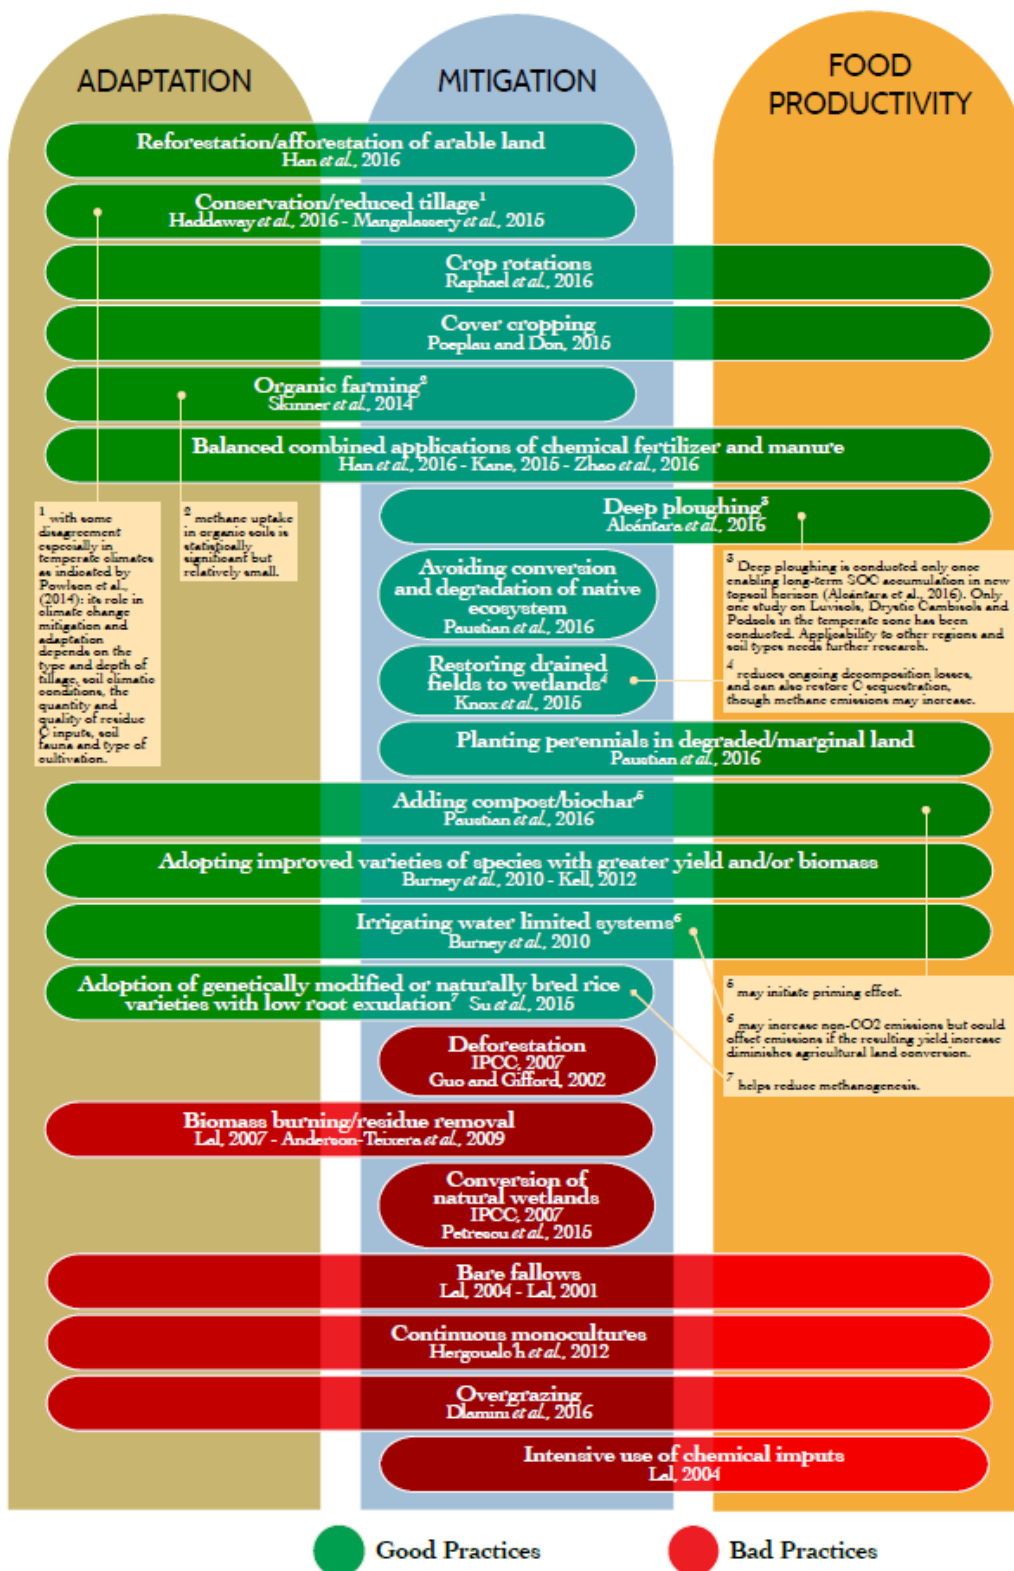 ADAPTATION
MITIGATION
FOOD
PRODUCTIVITY
Reforestation/afforestation of arable land
Han et al., 2016
Conservation/reduced tillage¹
Haddaway et al., 2016 - Mangalassery et al., 2015
Crop rotations
Raphael et al., 2016
Cover cropping
Poeplau and Don, 2015
Organic farming²
Skinner et al., 2014
Balanced combined applications of chemical fertilizer and manure
Han et al., 2016 - Kane, 2015 - Zhao et al., 2016
Deep ploughing³
Alcántara et al., 2016
¹ with some
disagreement
especially in
temperate climates
as indicated by
Powlson et al.,
(2014): its role in
climate change
mitigation and
adaptation
depends on the
type and depth of
tillage, soil climatic
conditions, the
quantity and
quality of residue
C inputs, soil
fauna and type of
cultivation.
² methane uptake
in organic soils is
statistically
significant but
relatively small.
Avoiding conversion
and degradation of native
ecosystem
Paustian et al., 2016
³ Deep ploughing is conducted only once
enabling long-term SOC accumulation in new
topsoil horizon (Alcántara et al., 2016). Only
one study on Luvisols, Drystic Cambisols and
Podzols in the temperate zone has been
conducted. Applicability to other regions and
soil types needs further research.
⁴ reduces ongoing decomposition losses,
and can also restore C sequestration,
though methane emissions may increase.
Restoring drained
fields to wetlands⁴
Knox et al., 2015
Planting perennials in degraded/marginal land
Paustian et al., 2016
Adding compost/biochar⁵
Paustian et al., 2016
Adopting improved varieties of species with greater yield and/or biomass
Burney et al., 2010 - Kell, 2012
Irrigating water limited systems⁶
Burney et al., 2010
Adoption of genetically modified or naturally bred rice
varieties with low root exudation⁷ Su et al., 2015
⁵ may initiate priming effect.
⁶ may increase non-CO2 emissions but could
offset emissions if the resulting yield increase
diminishes agricultural land conversion.
⁷ helps reduce methanogenesis.
Deforestation
IPCC, 2007
Guo and Gifford, 2002
Biomass burning/residue removal
Lal, 2007 - Anderson-Teixera et al., 2009
Conversion of
natural wetlands
IPCC, 2007
Petrescu et al., 2015
Bare fallows
Lal, 2004 - Lal, 2001
Continuous monocultures
Hergoualc'h et al., 2012
Overgrazing
Dlamini et al., 2016
Intensive use of chemical imputs
Lal, 2004
Good Practices
Bad Practices